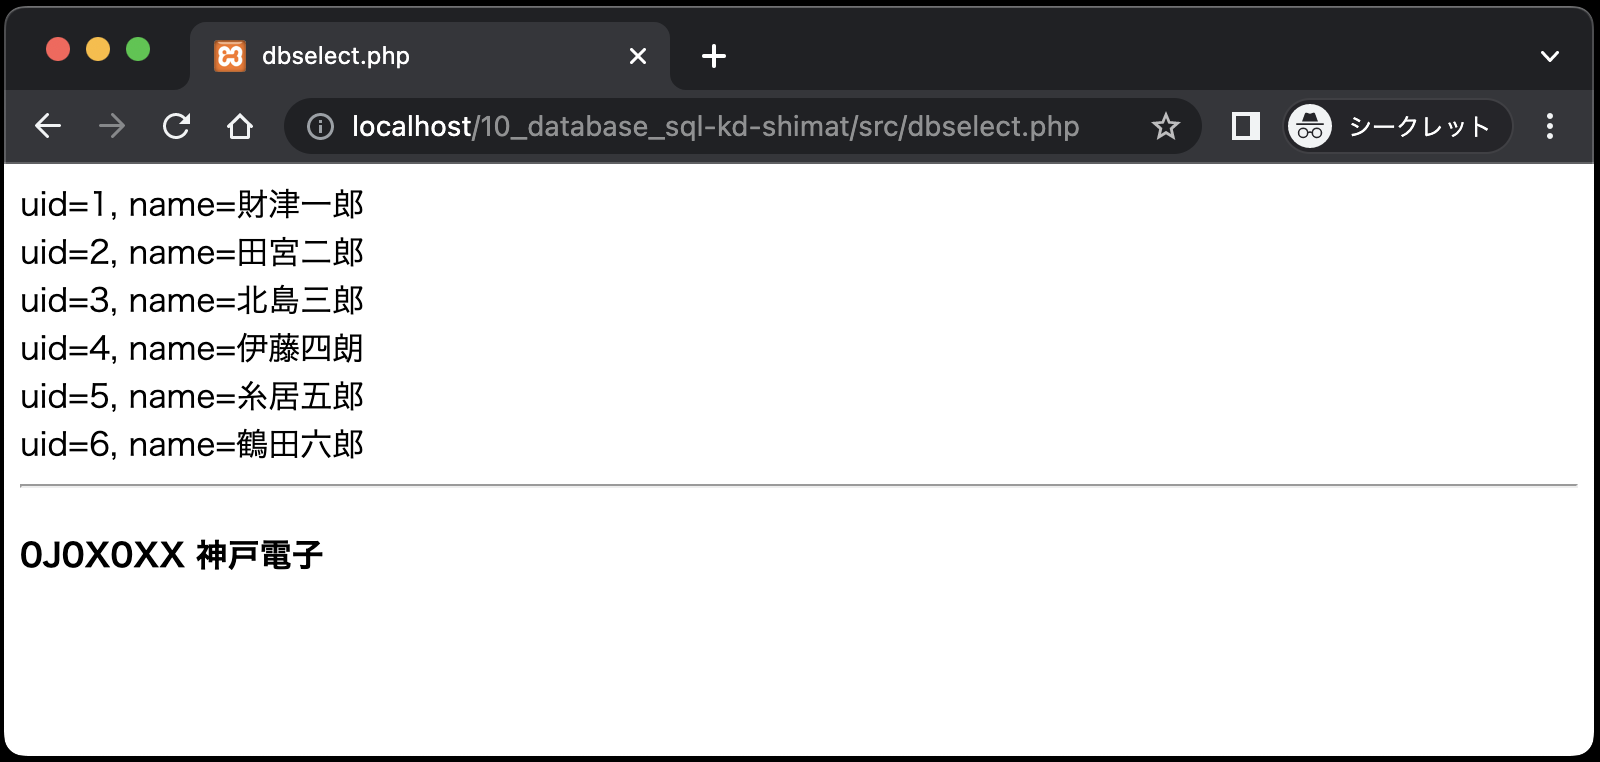 dbselect.php
localhost/10_database_sql-kd-shimat/src/dbselect.php
シークレット
uid=1, name=財津一郎
uid=2, name=田宮二郎
uid=3, name=北島三郎
uid=4, name=伊藤四朗
uid=5, name=糸居五郎
uid=6, name=鶴田六郎
0J0X0XX 神戸電子